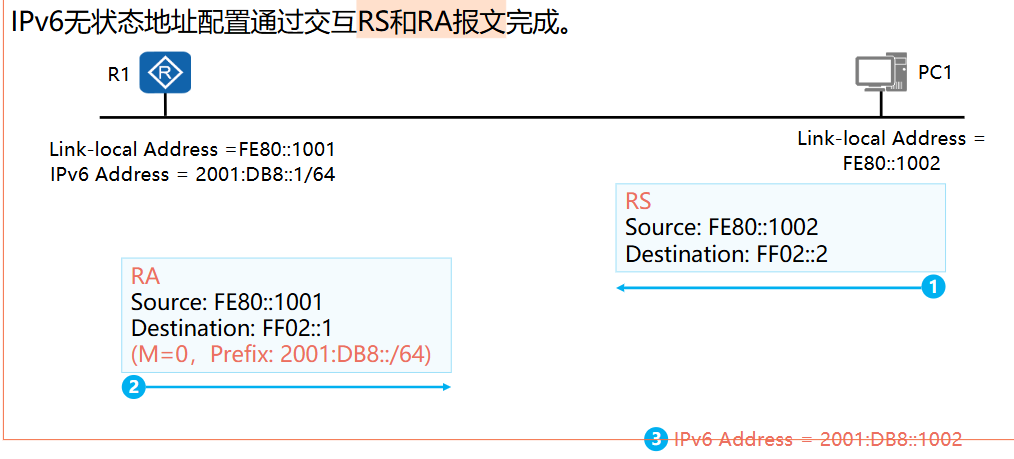 IPv6无状态地址配置通过交互RS和RA报文完成。
R1
R
PC1
Link-local Address =FE80::1001
IPv6 Address = 2001:DB8::1/64
Link-local Address =
FE80::1002
RS
Source: FE80::1002
Destination: FF02::2
1
RA
Source: FE80::1001
Destination: FF02::1
(M=0，Prefix: 2001:DB8::/64)
2
3 IPv6 Address = 2001:DB8::1002